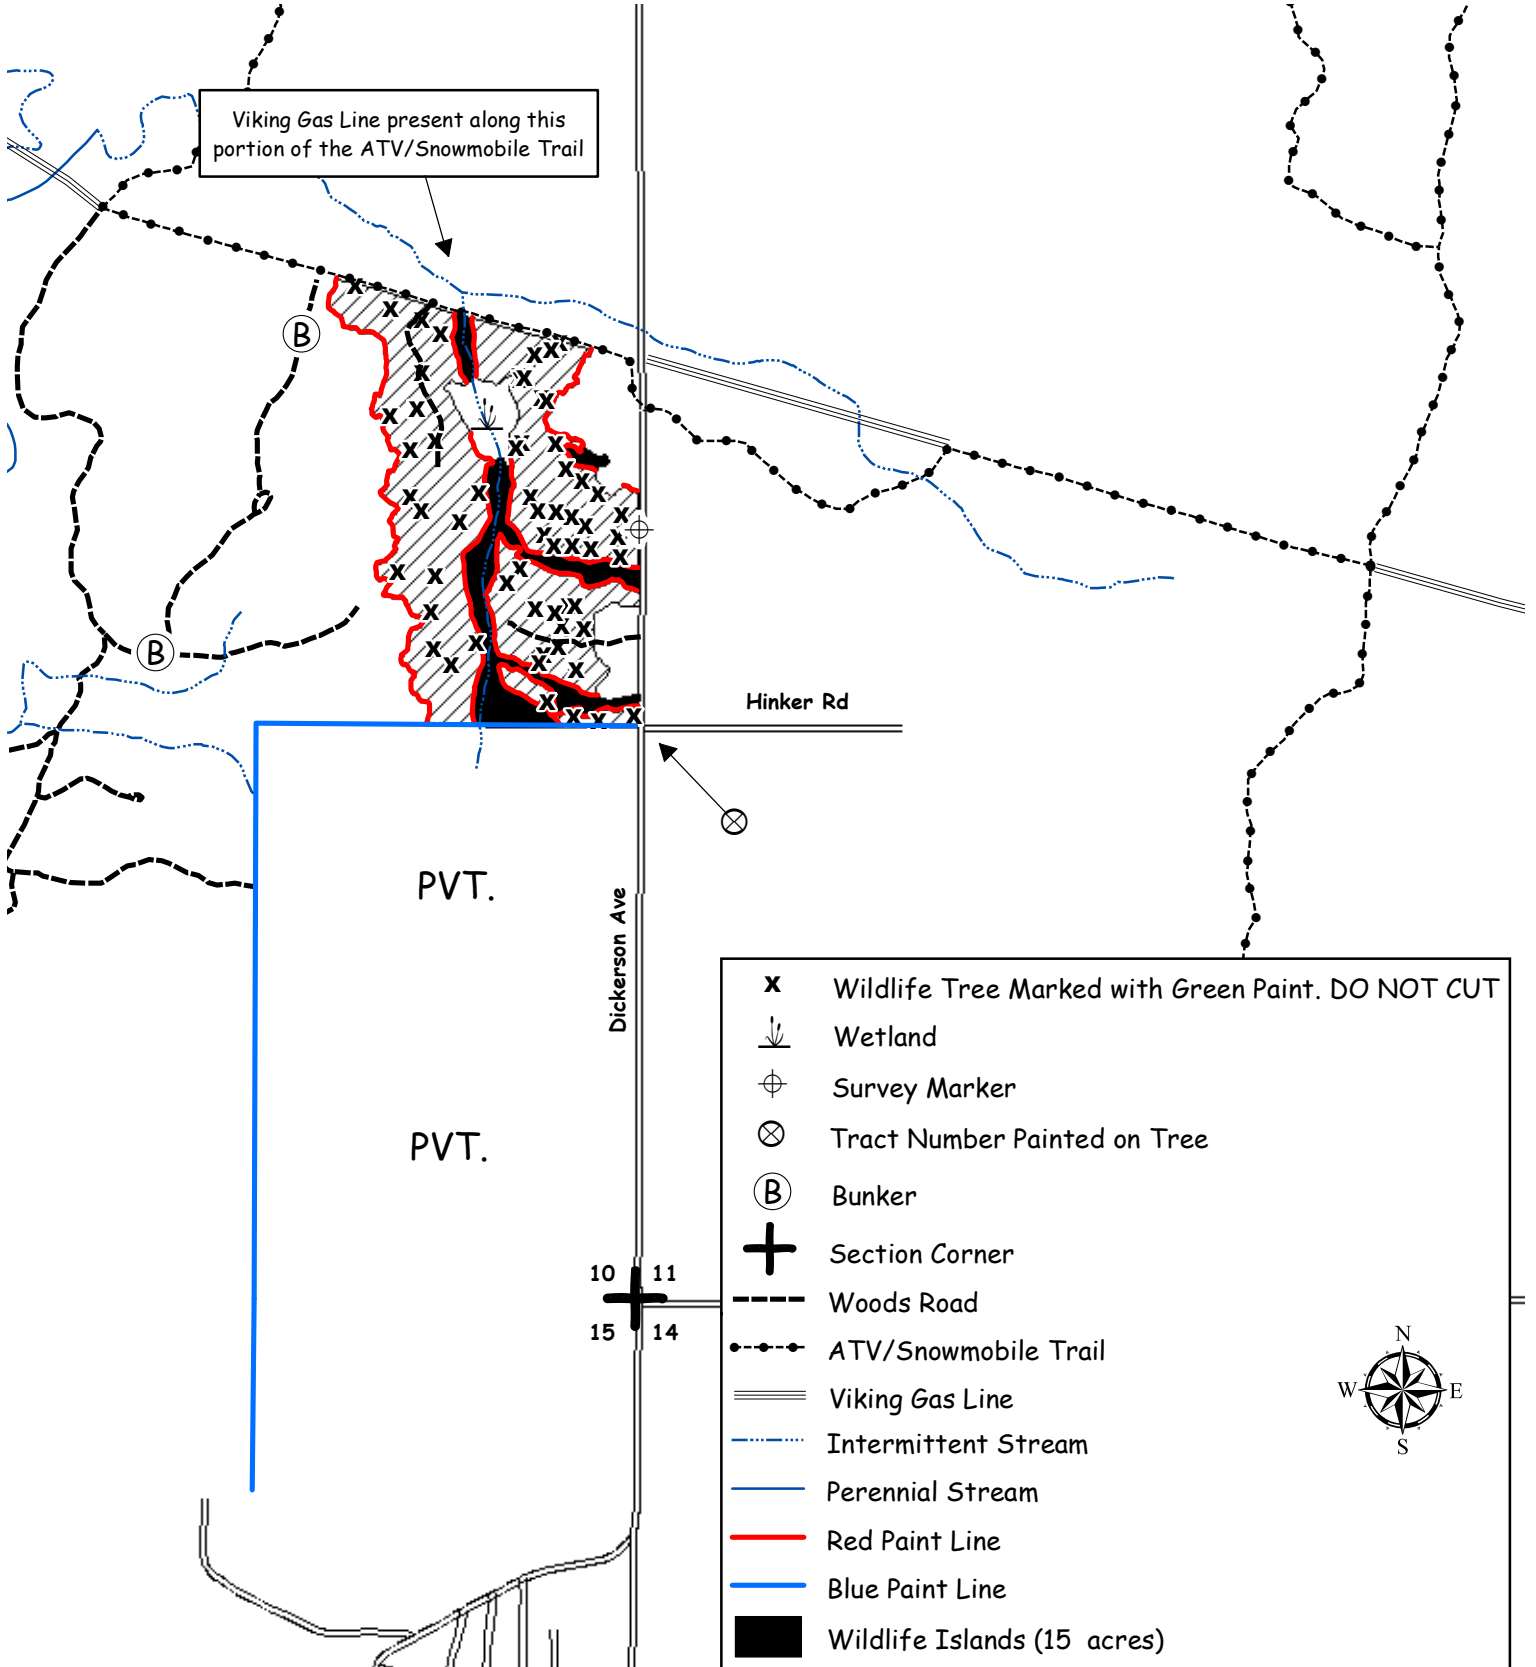 Viking Gas Line present along this
portion of the ATV/Snowmobile Trail
B
B
Hinker Rd
PVT.
Dickerson Ave
PVT.
10 11
15 14
x Wildlife Tree Marked with Green Paint. DO NOT CUT
Wetland
Survey Marker
Tract Number Painted on Tree
B Bunker
Section Corner
Woods Road
ATV/Snowmobile Trail
Viking Gas Line
Intermittent Stream
Perennial Stream
Red Paint Line
Blue Paint Line
Wildlife Islands (15 acres)
N
W E
S